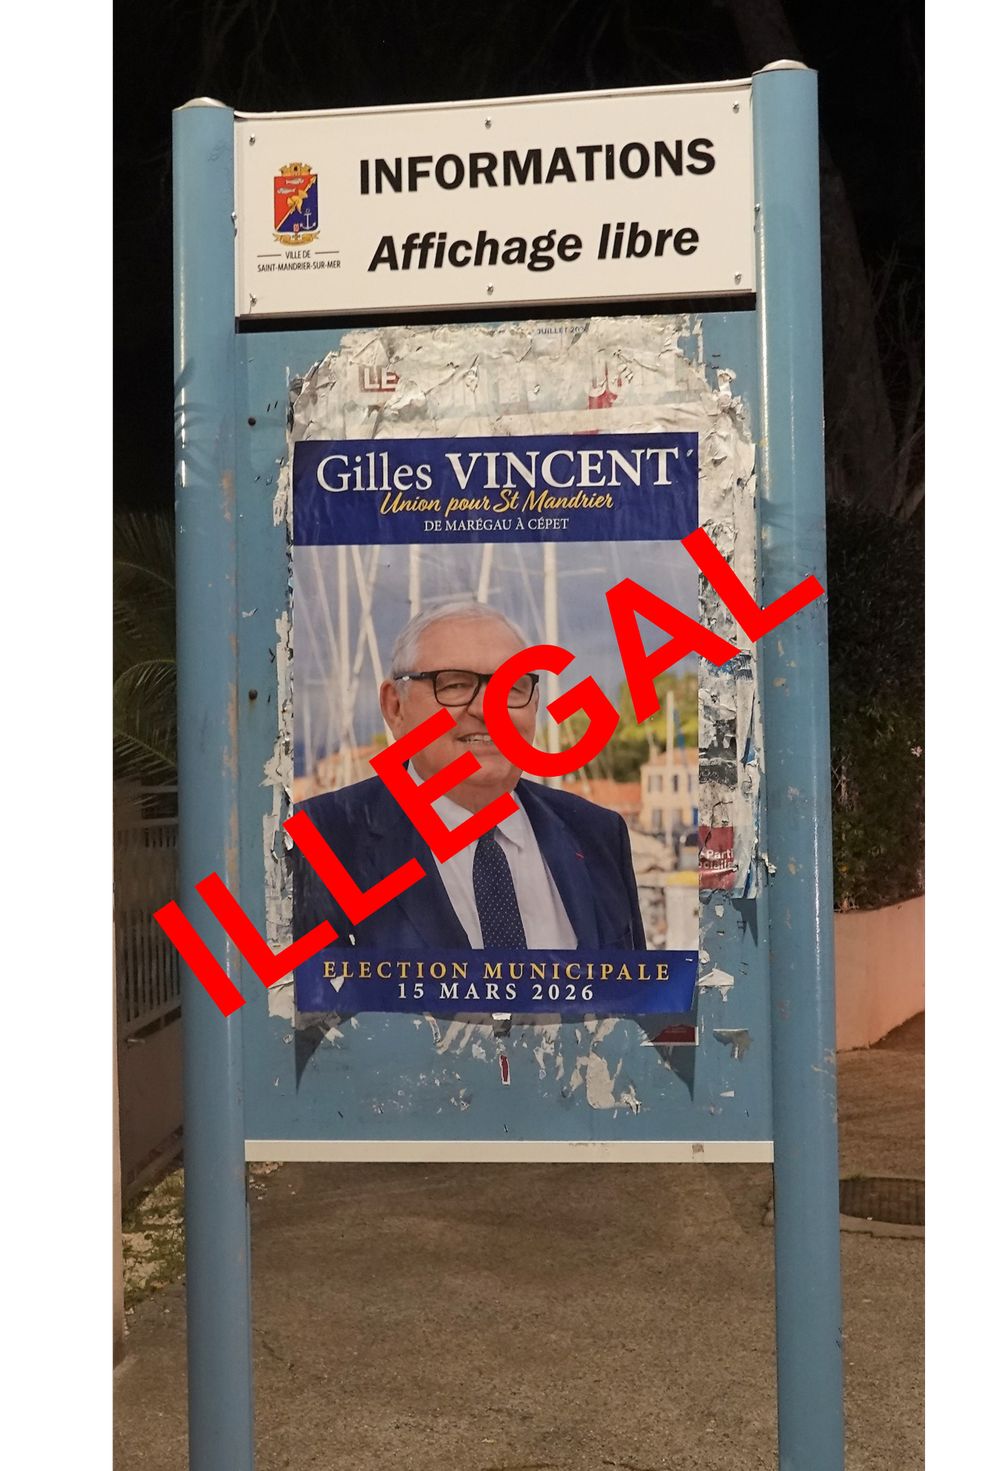 INFORMATIONS
Affichage libre
VILLE DE
SAINT-MANDRIER-SUR-MER
LE
Gilles VINCENT
Union pour St Mandrier
DE MARÉGAU À CÉPET
ILLEGAL
ELECTION MUNICIPALE
15 MARS 2026